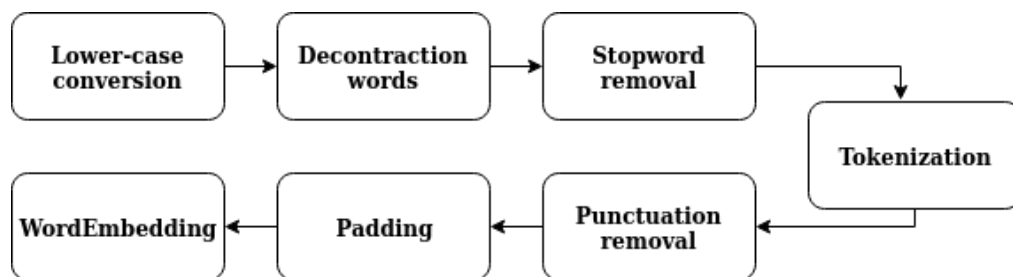 Lower-case
conversion
Decontraction
words
Stopword
removal
Tokenization
Punctuation
removal
Padding
WordEmbedding